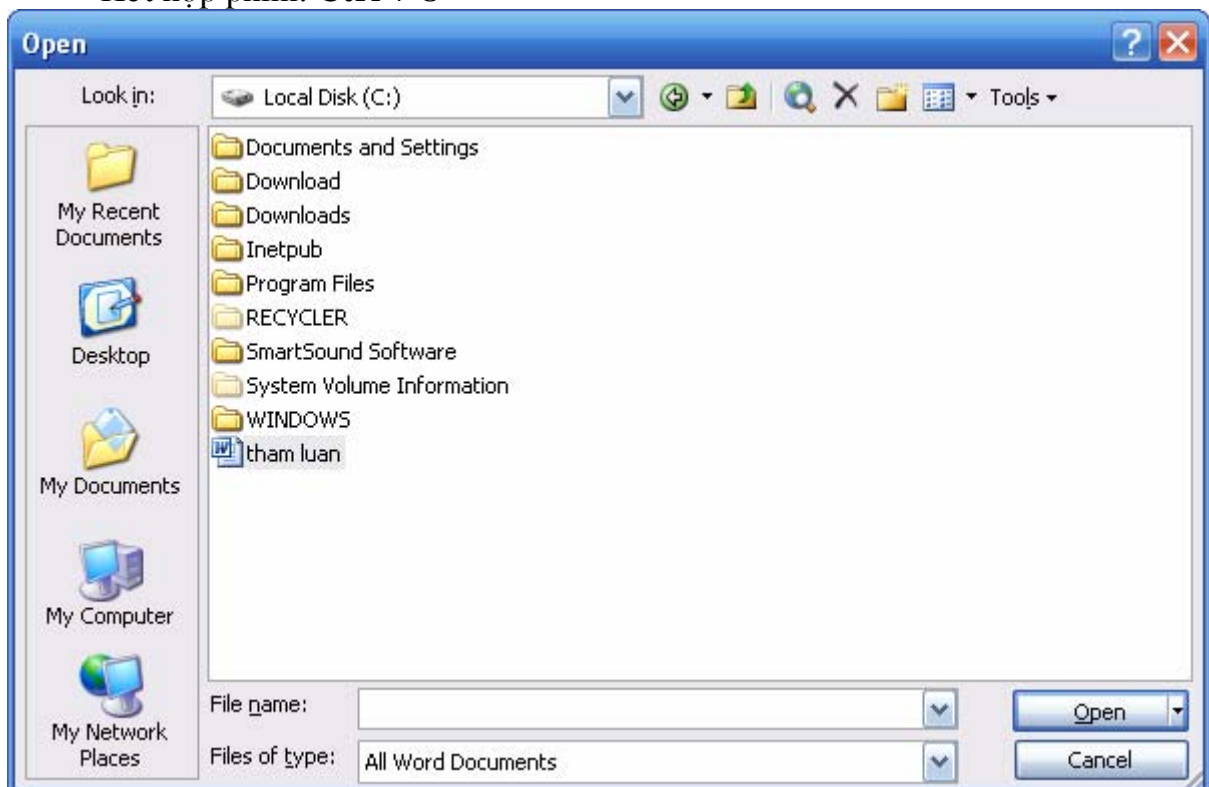 Open
Look in:
Local Disk (C:)
Tools
Documents and Settings
Download
Downloads
Inetpub
Program Files
RECYCLER
SmartSound Software
System Volume Information
WINDOWS
tham luan
My Recent
Documents
Desktop
My Documents
My Computer
My Network
Places
File name:
Open
Files of type:
All Word Documents
Cancel